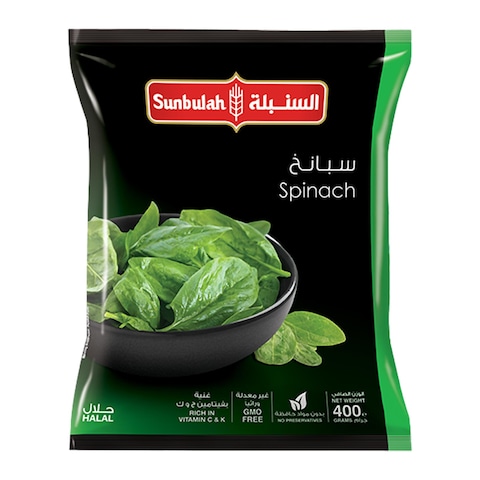 Sunbulah السنبلة
سبانخ
Spinach
حلال
HALAL
غنية
بفيتامين ج و ك
RICH IN
VITAMIN C & K
غير معدلة
وراثيا
GMO
FREE
بدون مواد حافظة
NO PRESERVATIVES
الوزن الصافي
NET WEIGHT
400
GRAMS جرام